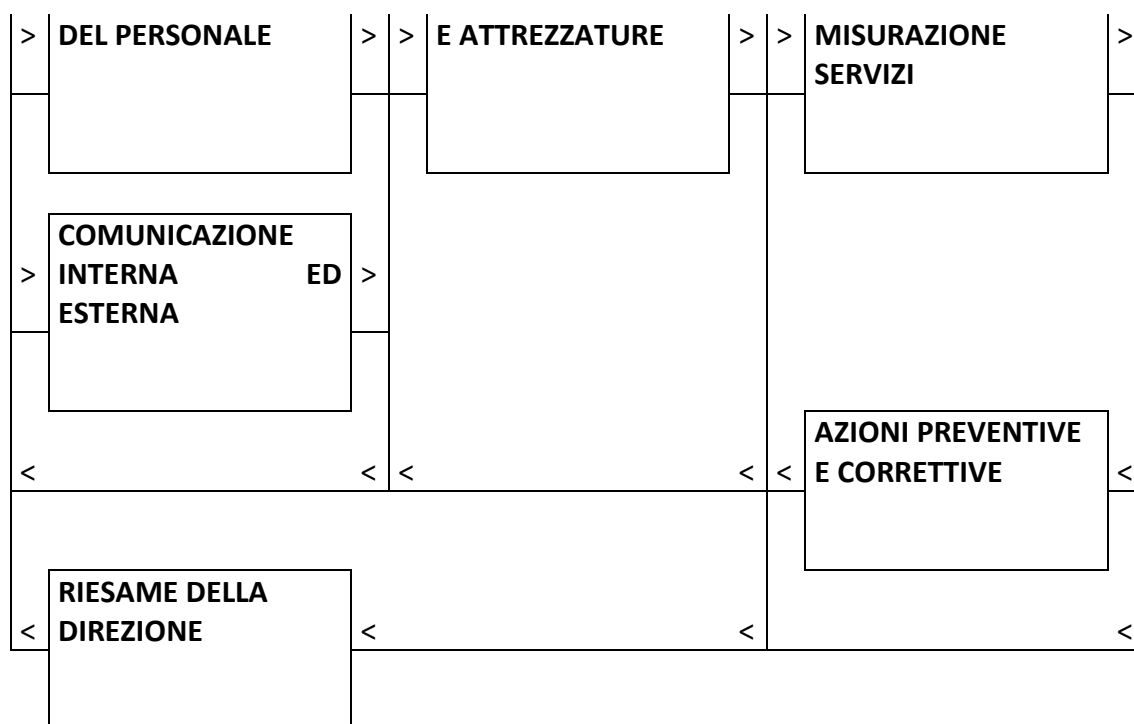 > DEL PERSONALE > > E ATTREZZATURE > > MISURAZIONE >
SERVIZI
COMUNICAZIONE
> INTERNA ED >
ESTERNA
AZIONI PREVENTIVE
< < < < < E CORRETTIVE <
RIESAME DELLA
< DIREZIONE < < <